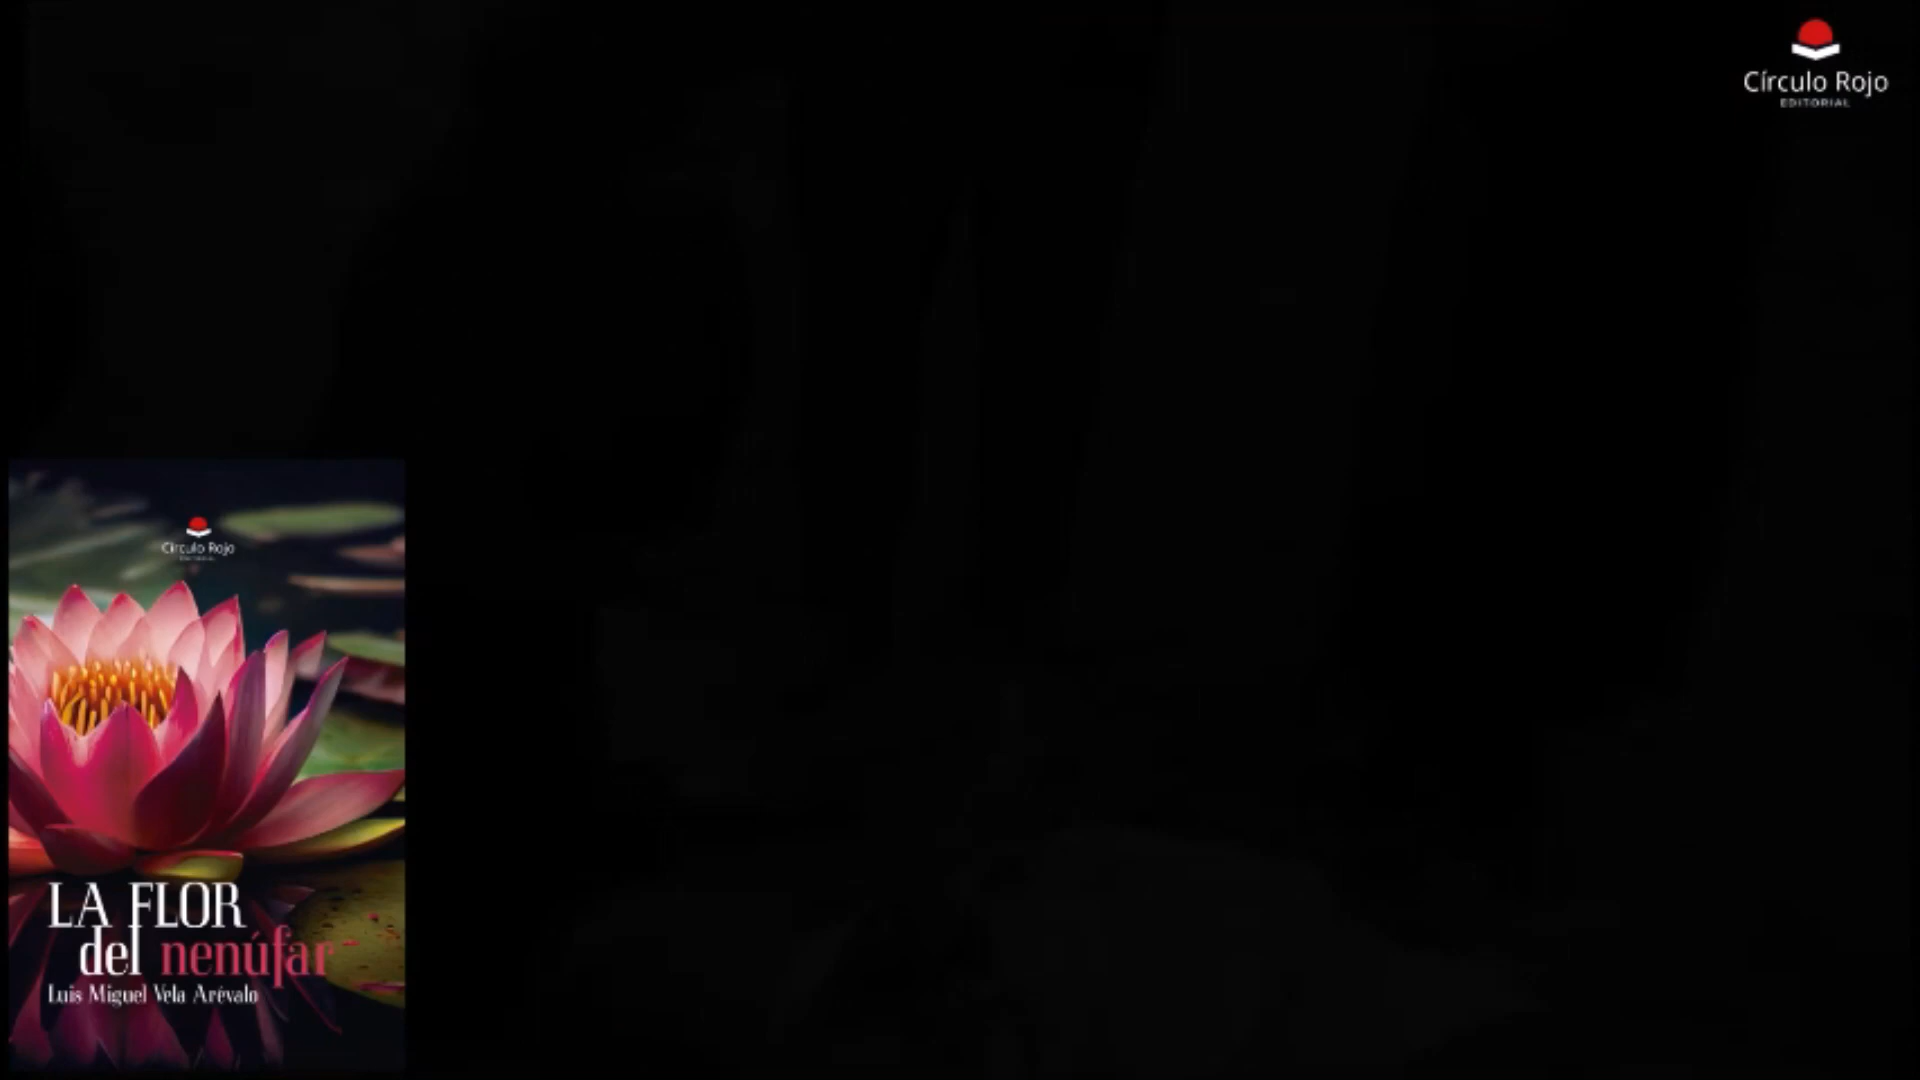 Círculo Rojo
EDITORIAL
Círculo Rojo
LA FLOR
del nenúfar
Luis Miguel Vela Arévalo